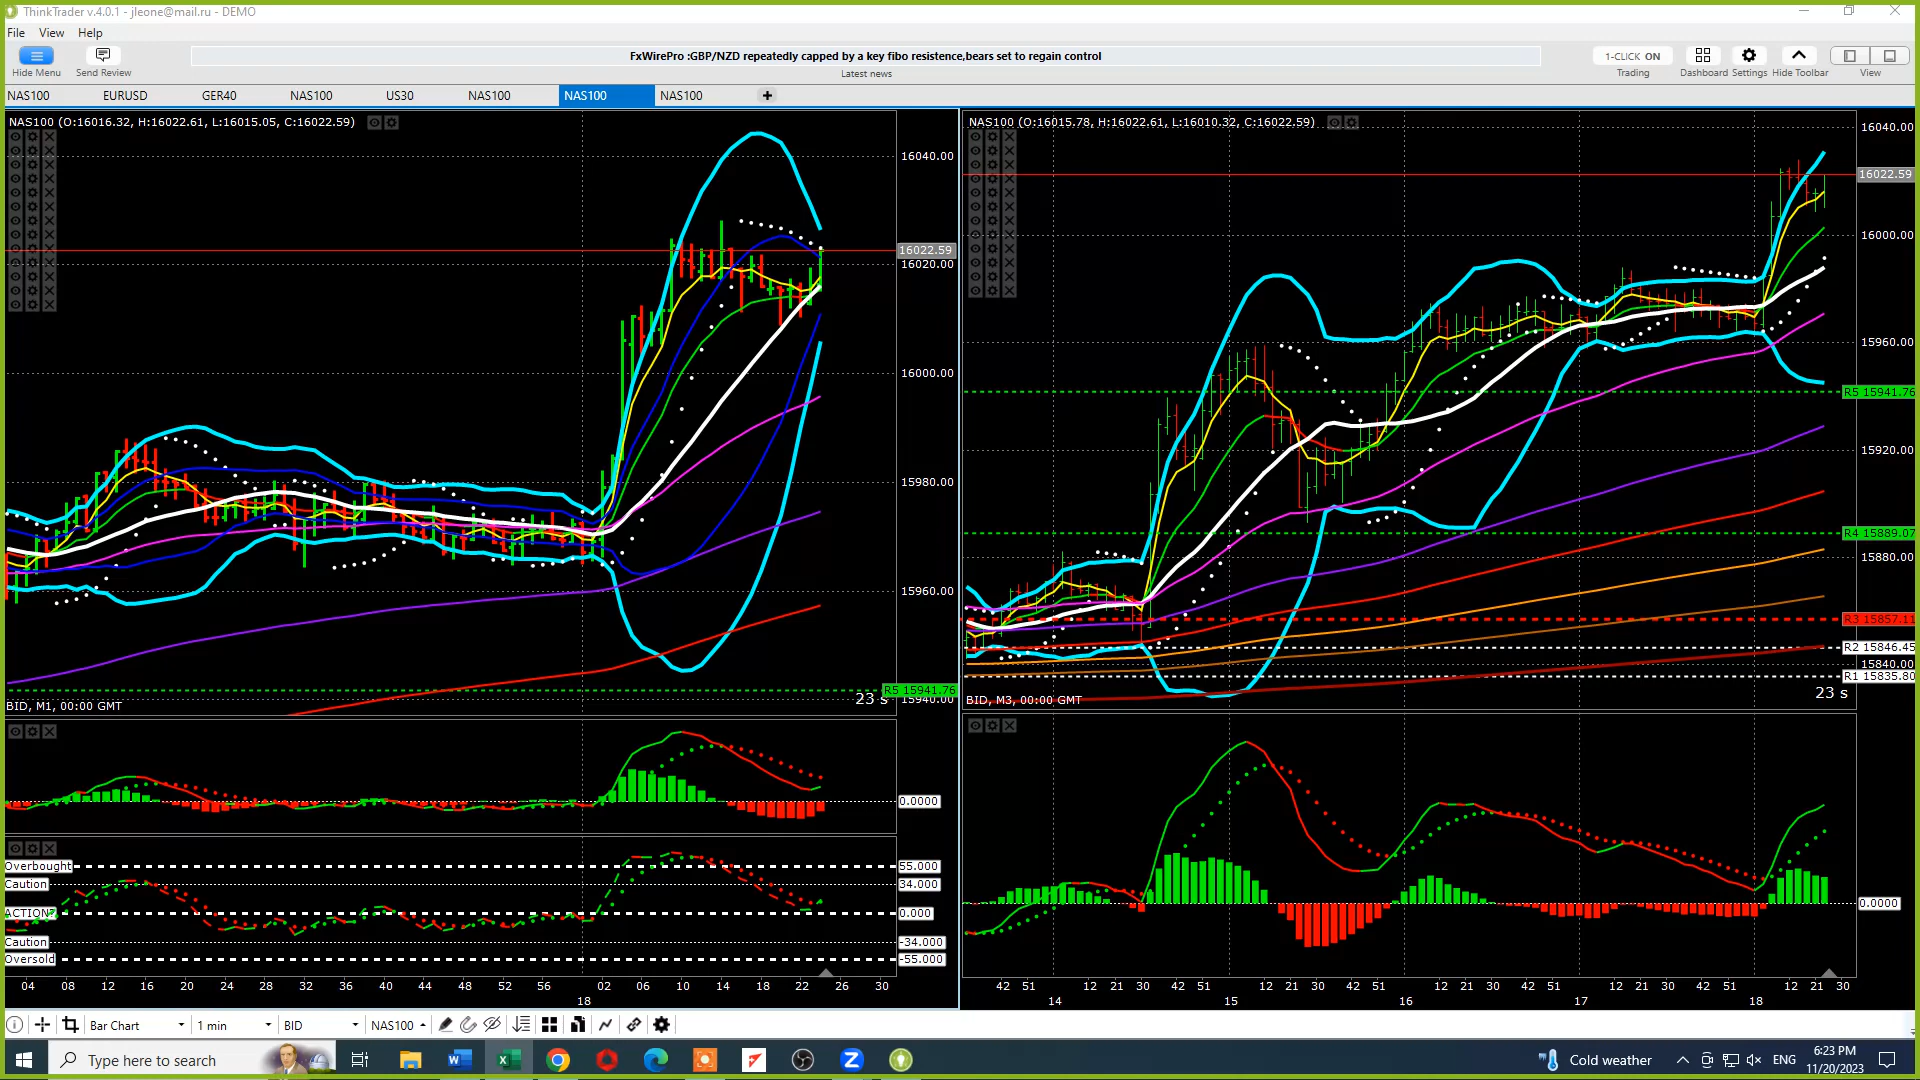 ThinkTrader v.4.0.1 - jleone@mail.ru - DEMO
File View Help
Hide Menu
Send Review
FxWirePro :GBP/NZD repeatedly capped by a key fibo resistence,bears set to regain control
Latest news
1-CLICK ON
Trading
Dashboard
Settings
Hide Toolbar
View
NAS100 EURUSD GER40 NAS100 US30 NAS100 NAS100 NAS100 +
NAS100 (O:16016.32, H:16022.61, L:16015.05, C:16022.59)
16040.00
16022.59
16020.00
16000.00
15980.00
15960.00
R5 15941.76
15940.00
23 s
BID, M1, 00:00 GMT
0.0000
Overbought 55.000
Caution 34.000
ACTION? 0.000
Caution -34.000
Oversold -55.000
04 08 12 16 20 24 28 32 36 40 44 48 52 56 02 06 10 14 18 22 26 30
18
NAS100 (O:16015.78, H:16022.61, L:16010.32, C:16022.59)
16040.00
16022.59
16000.00
15960.00
R5 15941.76
15920.00
R4 15889.07
15880.00
R3 15857.11
R2 15846.45
15840.00
R1 15835.80
23 s
BID, M3, 00:00 GMT
0.0000
42 51 12 21 30 42 51 12 21 30 42 51 12 21 30 42 51 12 21 30 42 51 12 21 30
14 15 16 17 18
Bar Chart 1 min BID NAS100
Type here to search
Cold weather
ENG
6:23 PM
11/20/2023